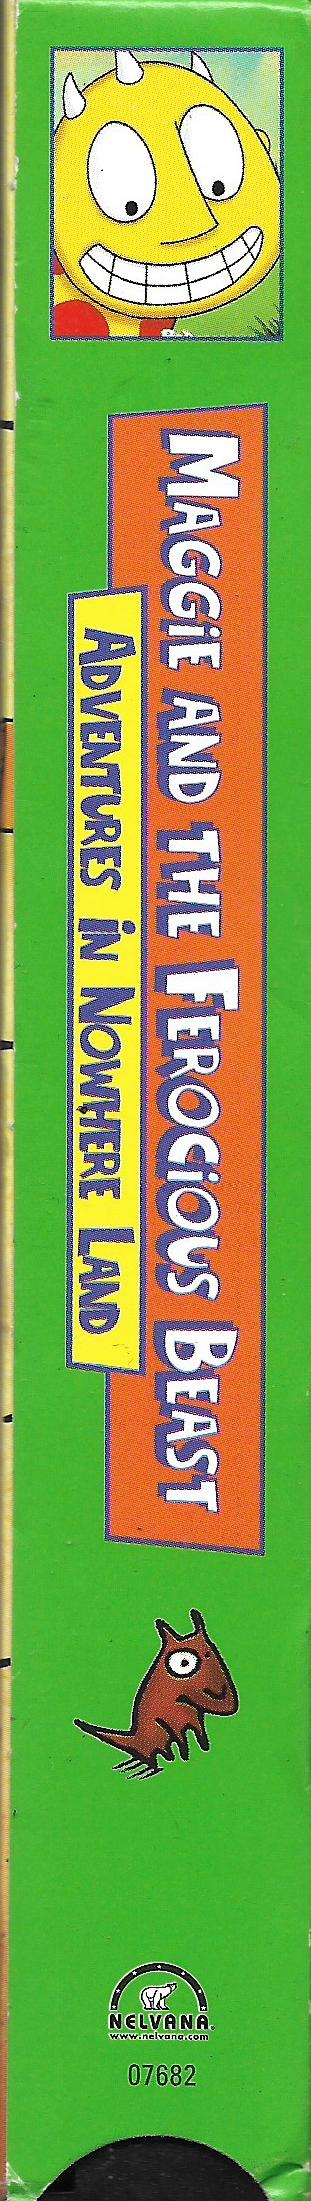 MAGGiE AND THE FEROCiOUS BEAST
ADVENTURES iN NOWHERE LAND
NELVANA®
www.nelvana.com
07682